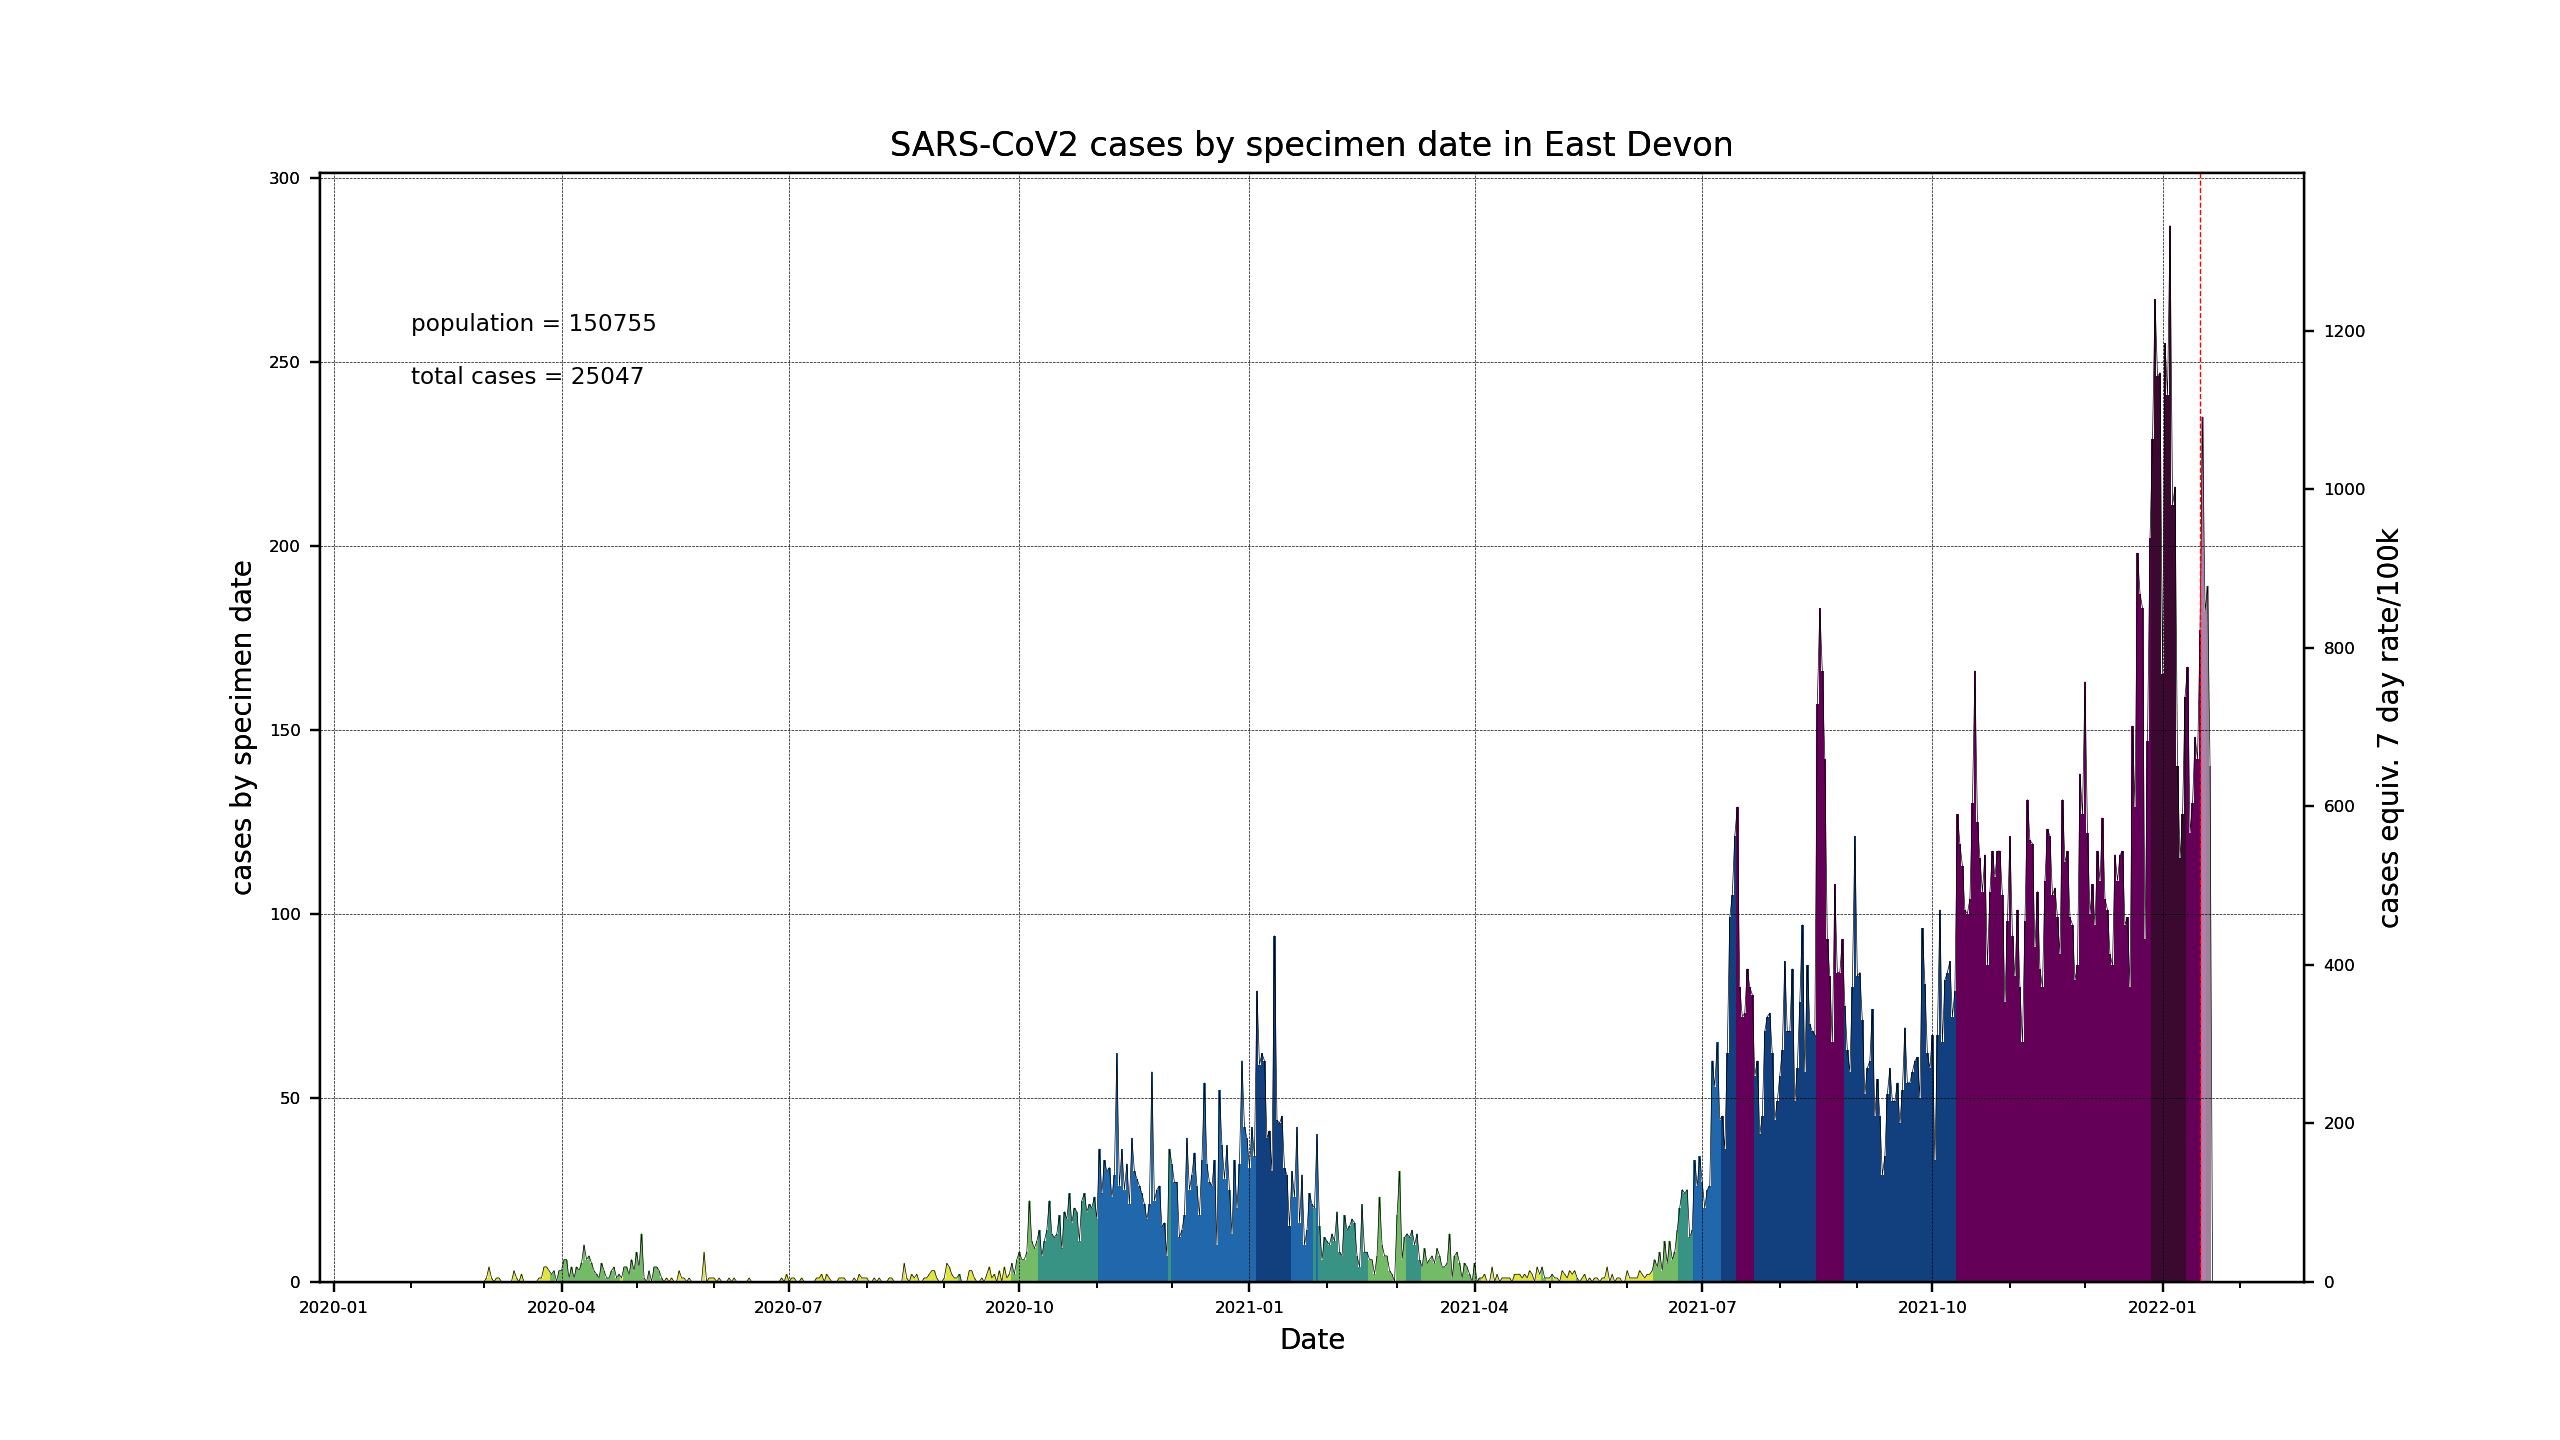 SARS-CoV2 cases by specimen date in East Devon
population = 150755
total cases = 25047
cases by specimen date
300
250
200
150
100
50
0
cases equiv. 7 day rate/100k
1200
1000
800
600
400
200
0
2020-01 2020-04 2020-07 2020-10 2021-01 2021-04 2021-07 2021-10 2022-01
Date